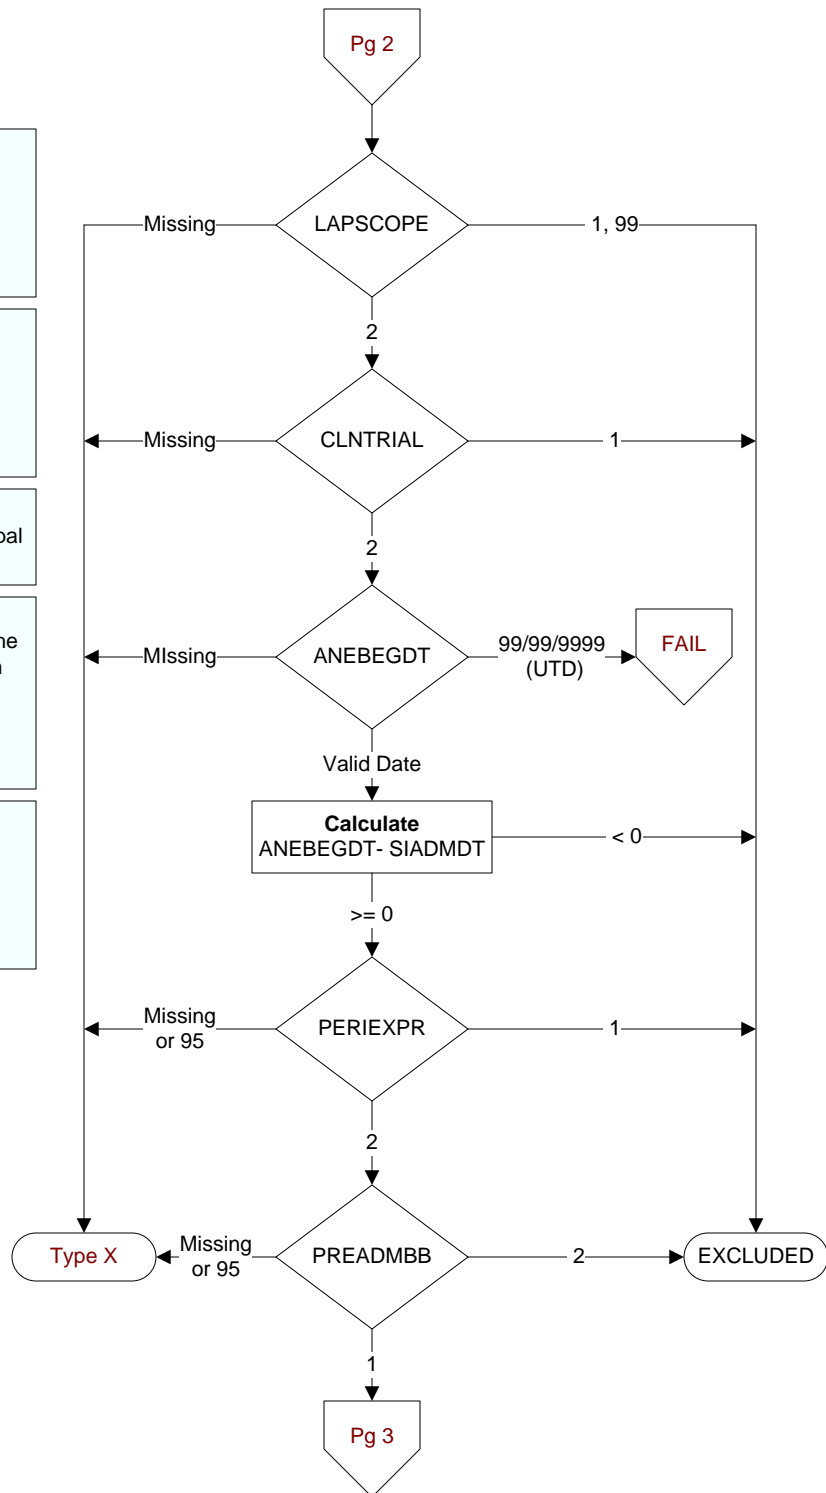 Pg 2
Missing
LAPSCOPE
1, 99
2
Missing
CLNTRIAL
1
2
MIssing
ANEBEGDT
99/99/9999
(UTD)
FAIL
Valid Date
Calculate
ANEBEGDT- SIADMDT
< 0
>= 0
Missing
or 95
PERIEXPR
1
2
Type X
Missing
or 95
PREADMBB
2
EXCLUDED
1
Pg 3